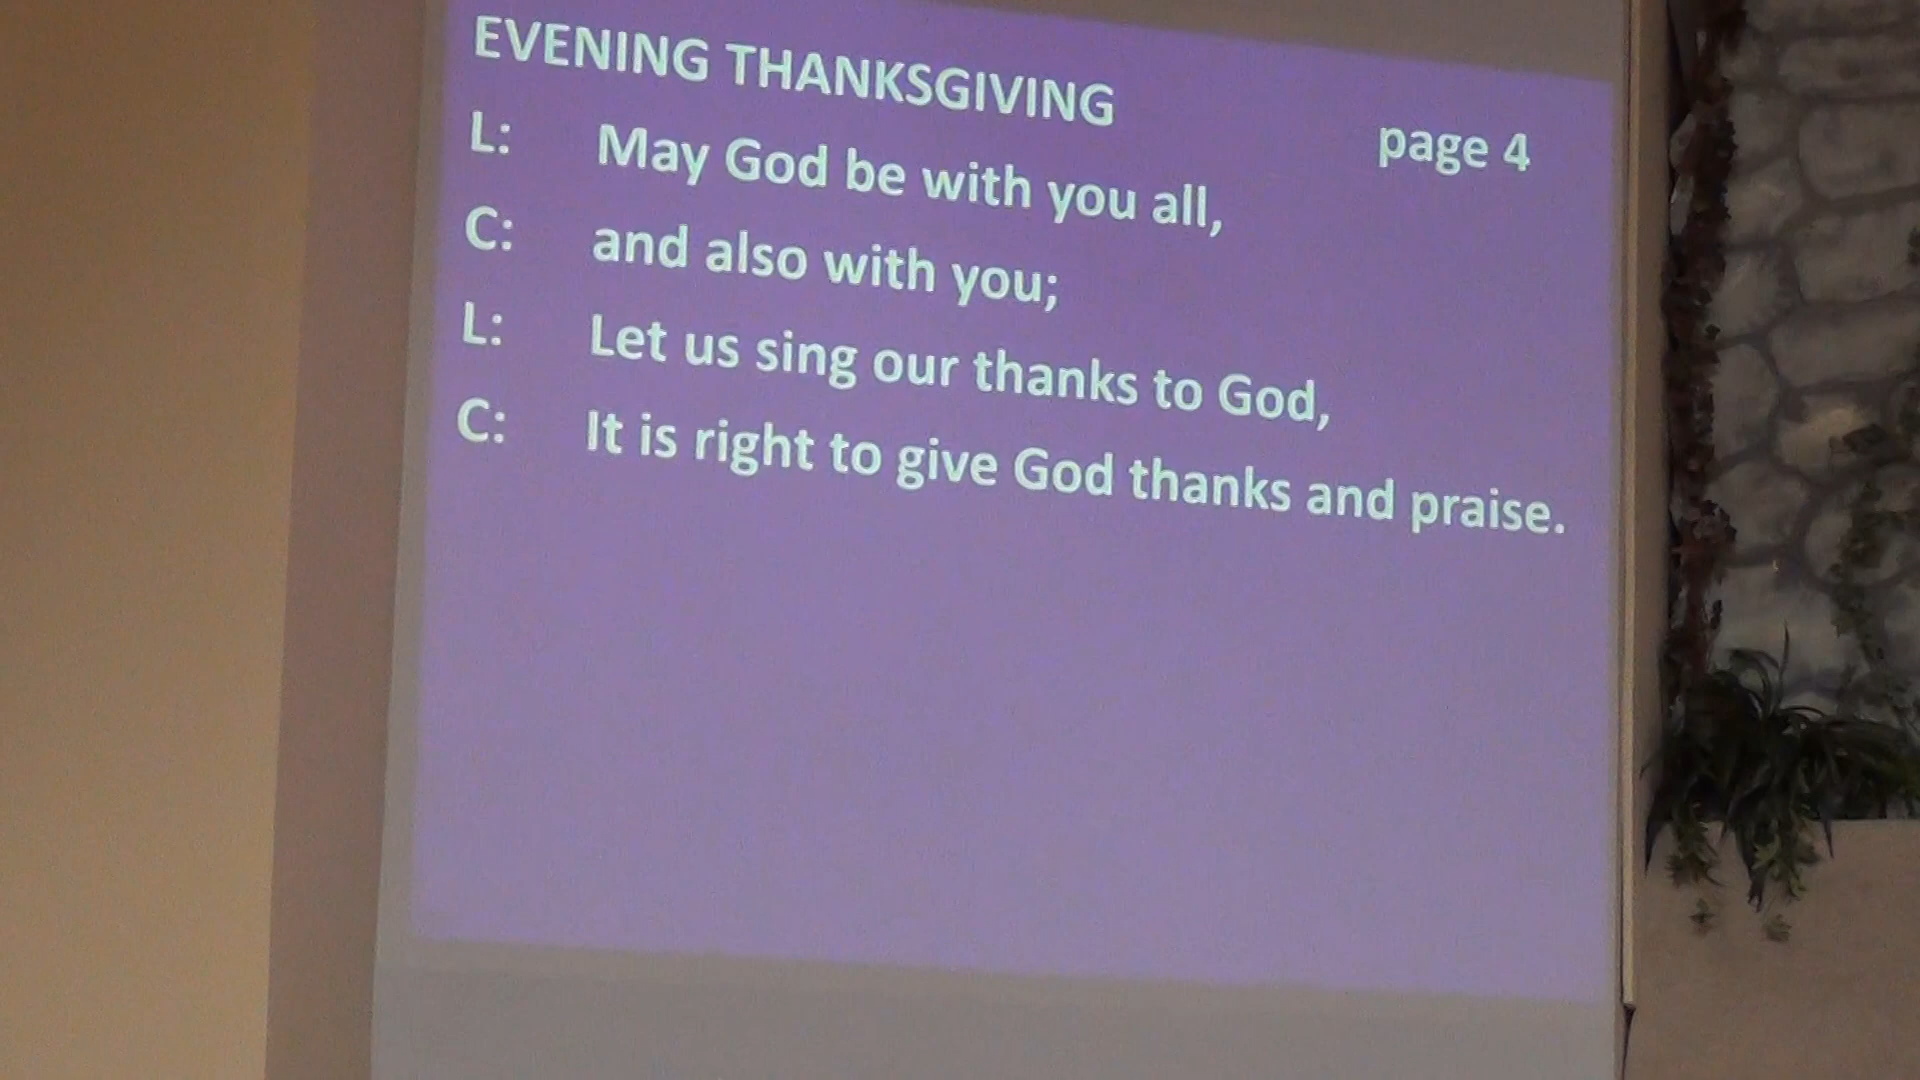 EVENING THANKSGIVING
page 4
L: May God be with you all,
C: and also with you;
L: Let us sing our thanks to God,
C: It is right to give God thanks and praise.